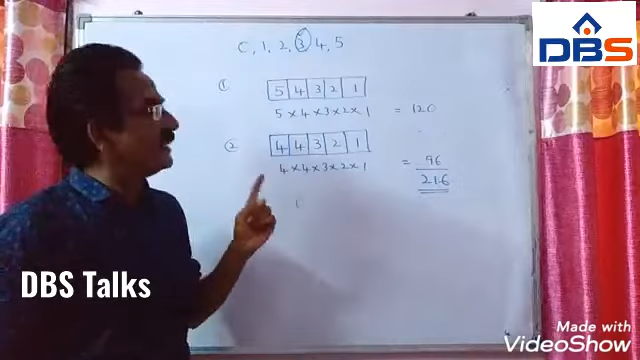 C, 1, 2, 3, 4, 5
① 5 4 3 2 1
5 × 4 × 3 × 2 × 1 = 120
② 4 4 3 2 1
4 × 4 × 3 × 2 × 1 = 96
216
DBS
DBS Talks
Made with
VideoShow